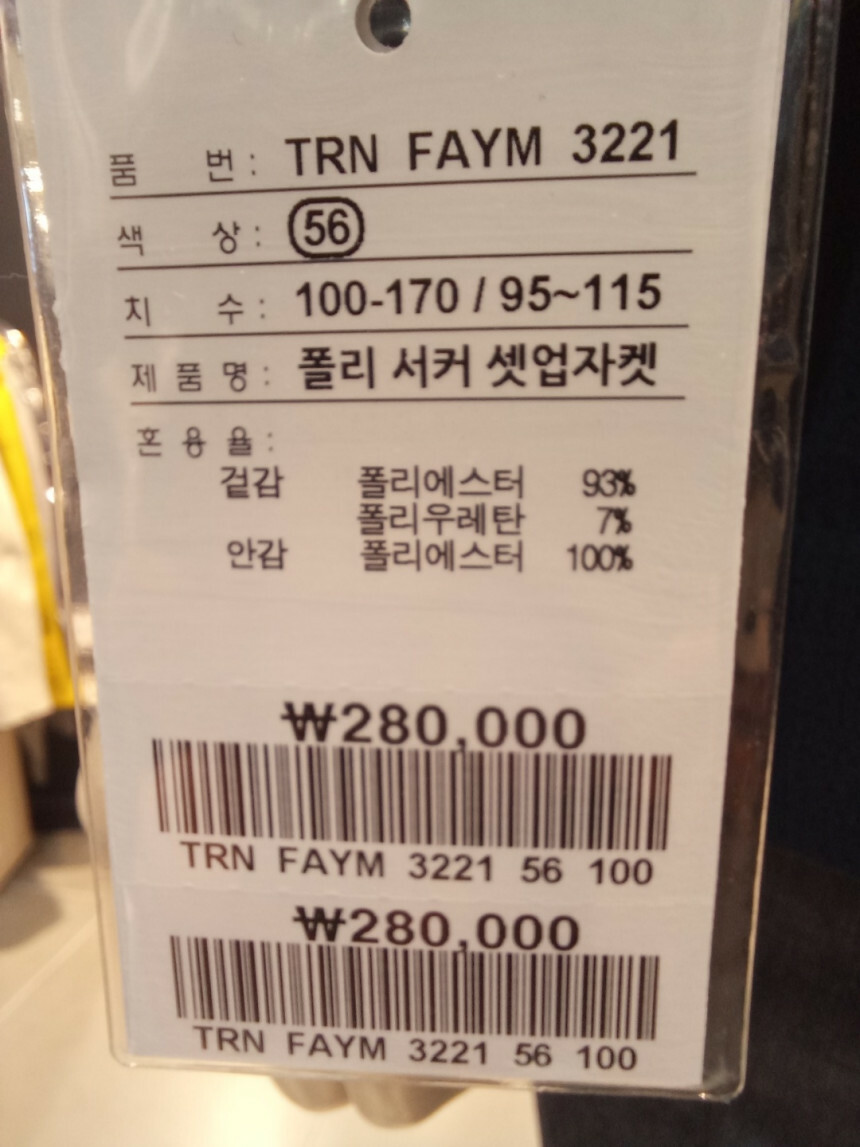 품 번 : TRN FAYM 3221
색 상 : 56
치 수 : 100-170 / 95~115
제 품 명 : 폴리 서커 셋업자켓
혼 용 율 :
겉감 폴리에스터 93%
폴리우레탄 7%
안감 폴리에스터 100%
₩280,000
TRN FAYM 3221 56 100
₩280,000
TRN FAYM 3221 56 100